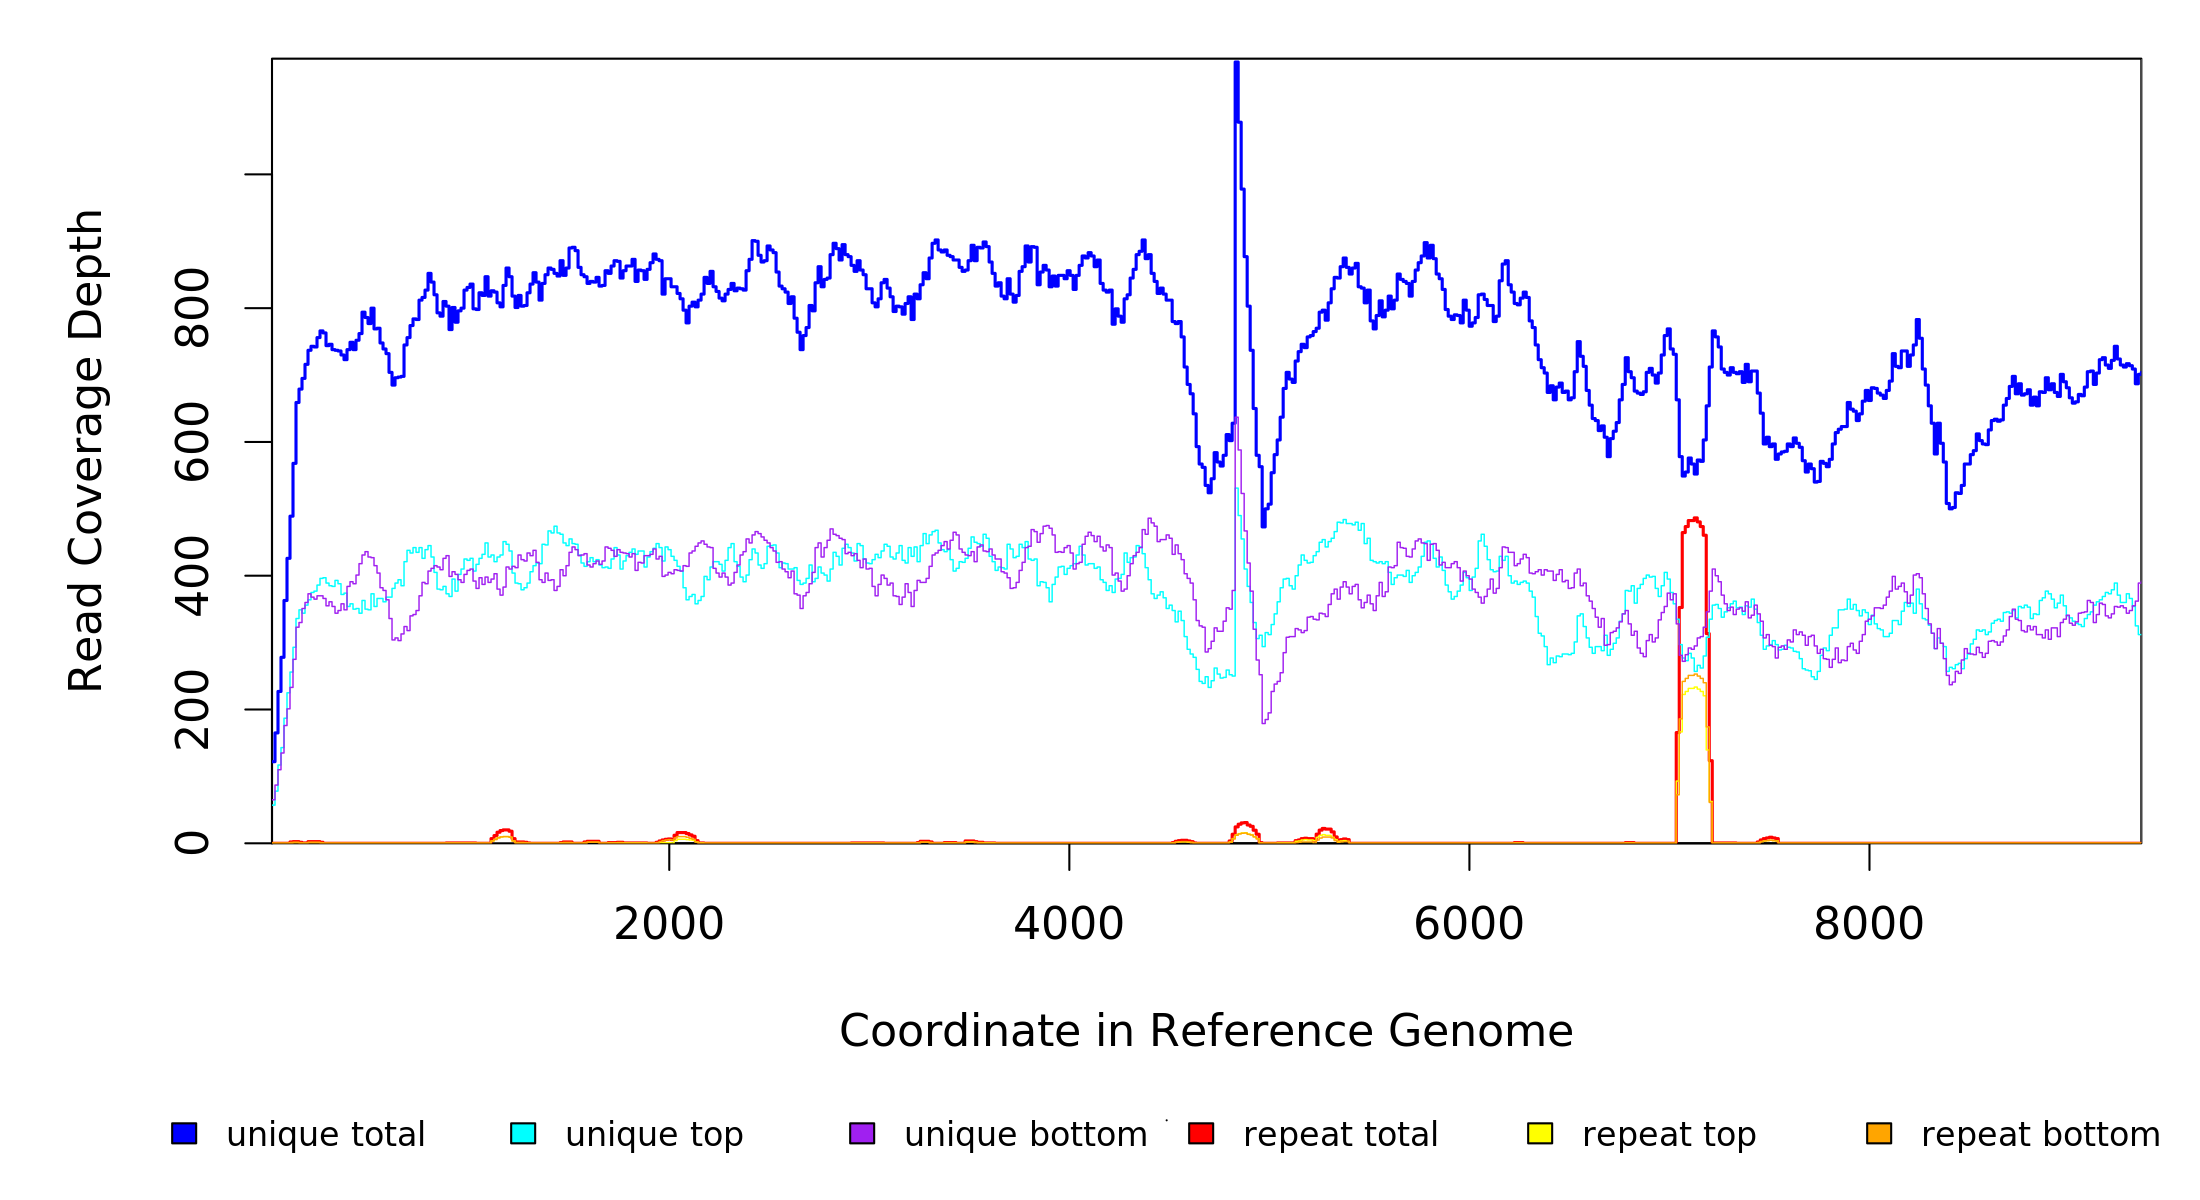 Read Coverage Depth
800
600
400
200
0
2000 4000 6000 8000
Coordinate in Reference Genome
unique total unique top unique bottom repeat total repeat top repeat bottom